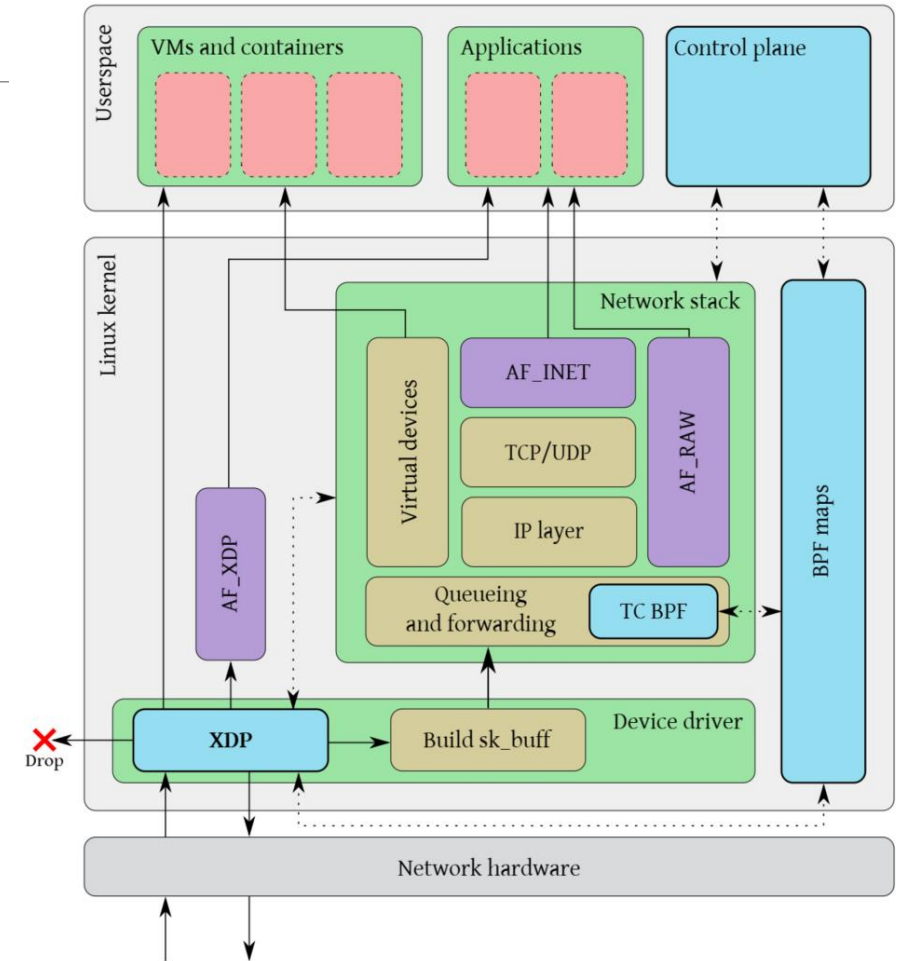 Userspace
VMs and containers
Applications
Control plane
Linux kernel
Network stack
Virtual devices
AF_INET
TCP/UDP
IP layer
AF_RAW
BPF maps
AF_XDP
Queueing
and forwarding
TC BPF
Device driver
XDP
Build sk_buff
Drop
Network hardware